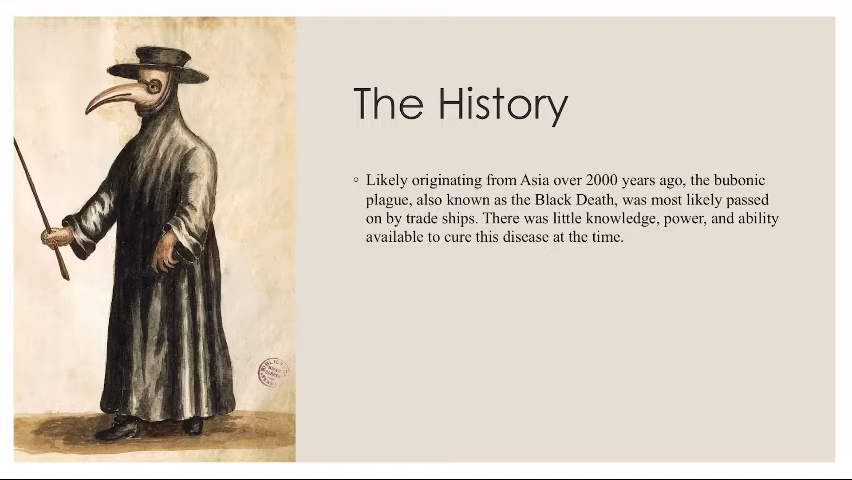 The History
Likely originating from Asia over 2000 years ago, the bubonic
plague, also known as the Black Death, was most likely passed
on by trade ships. There was little knowledge, power, and ability
available to cure this disease at the time.